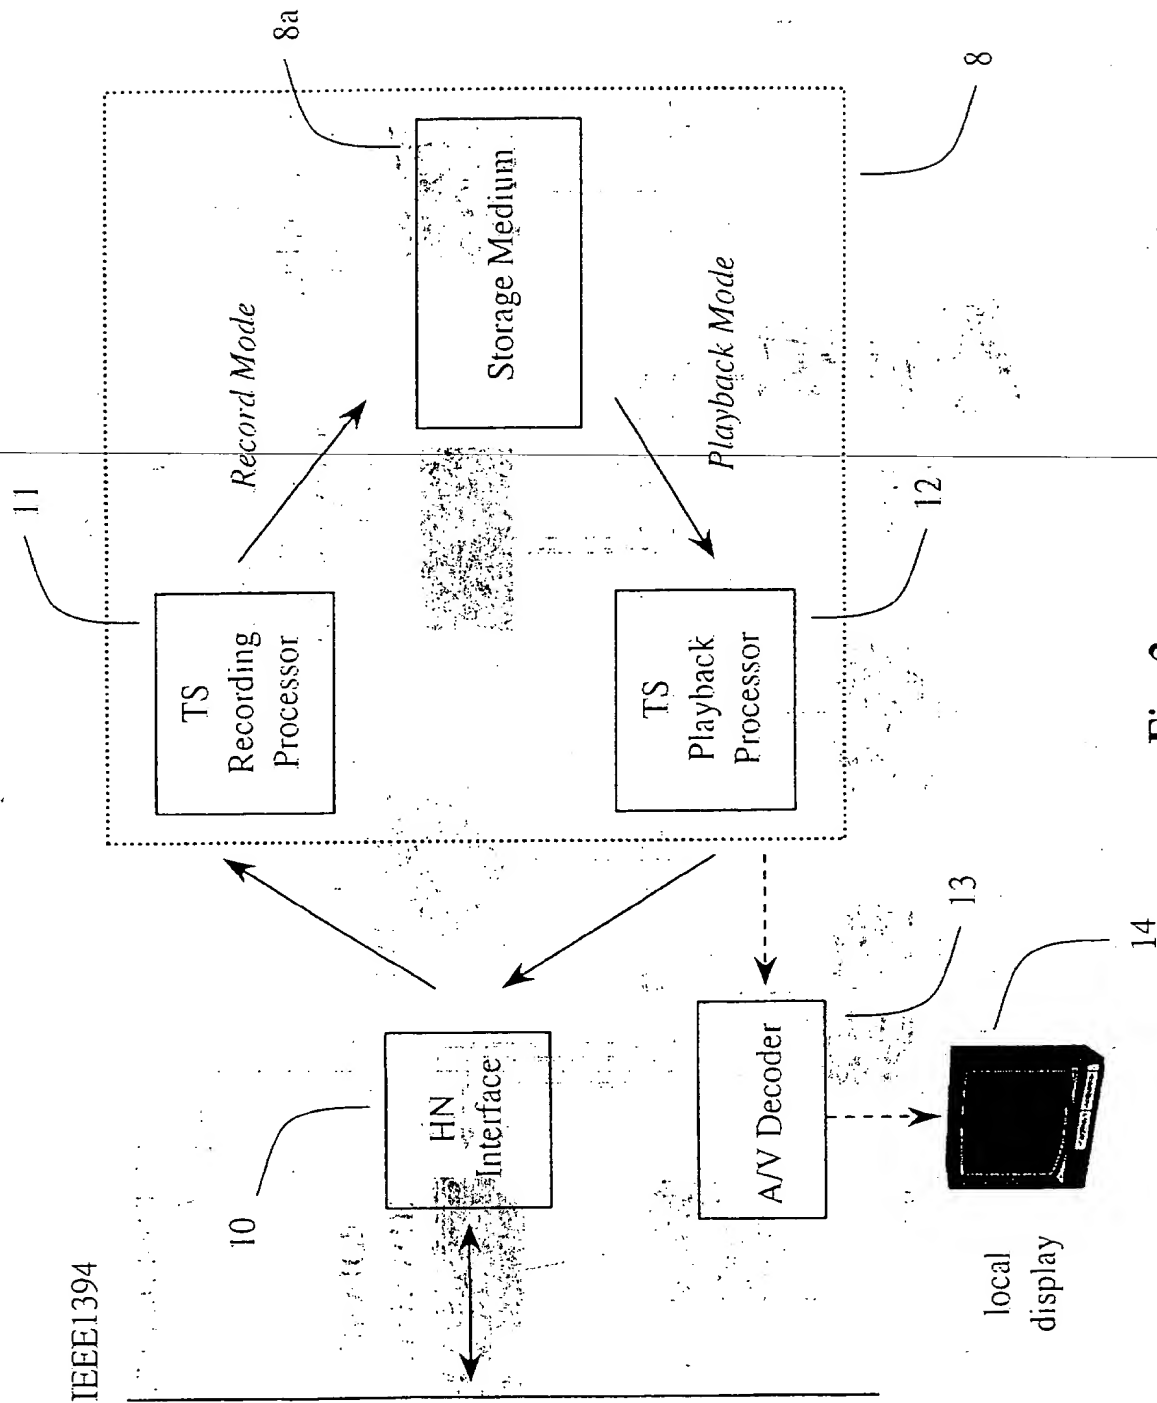 IEEE1394
10
HN
Interface
11
TS
Recording
Processor
Record Mode
8a
Storage Medium
Playback Mode
8
TS
Playback
Processor
12
A/V Decoder
13
14
local
display